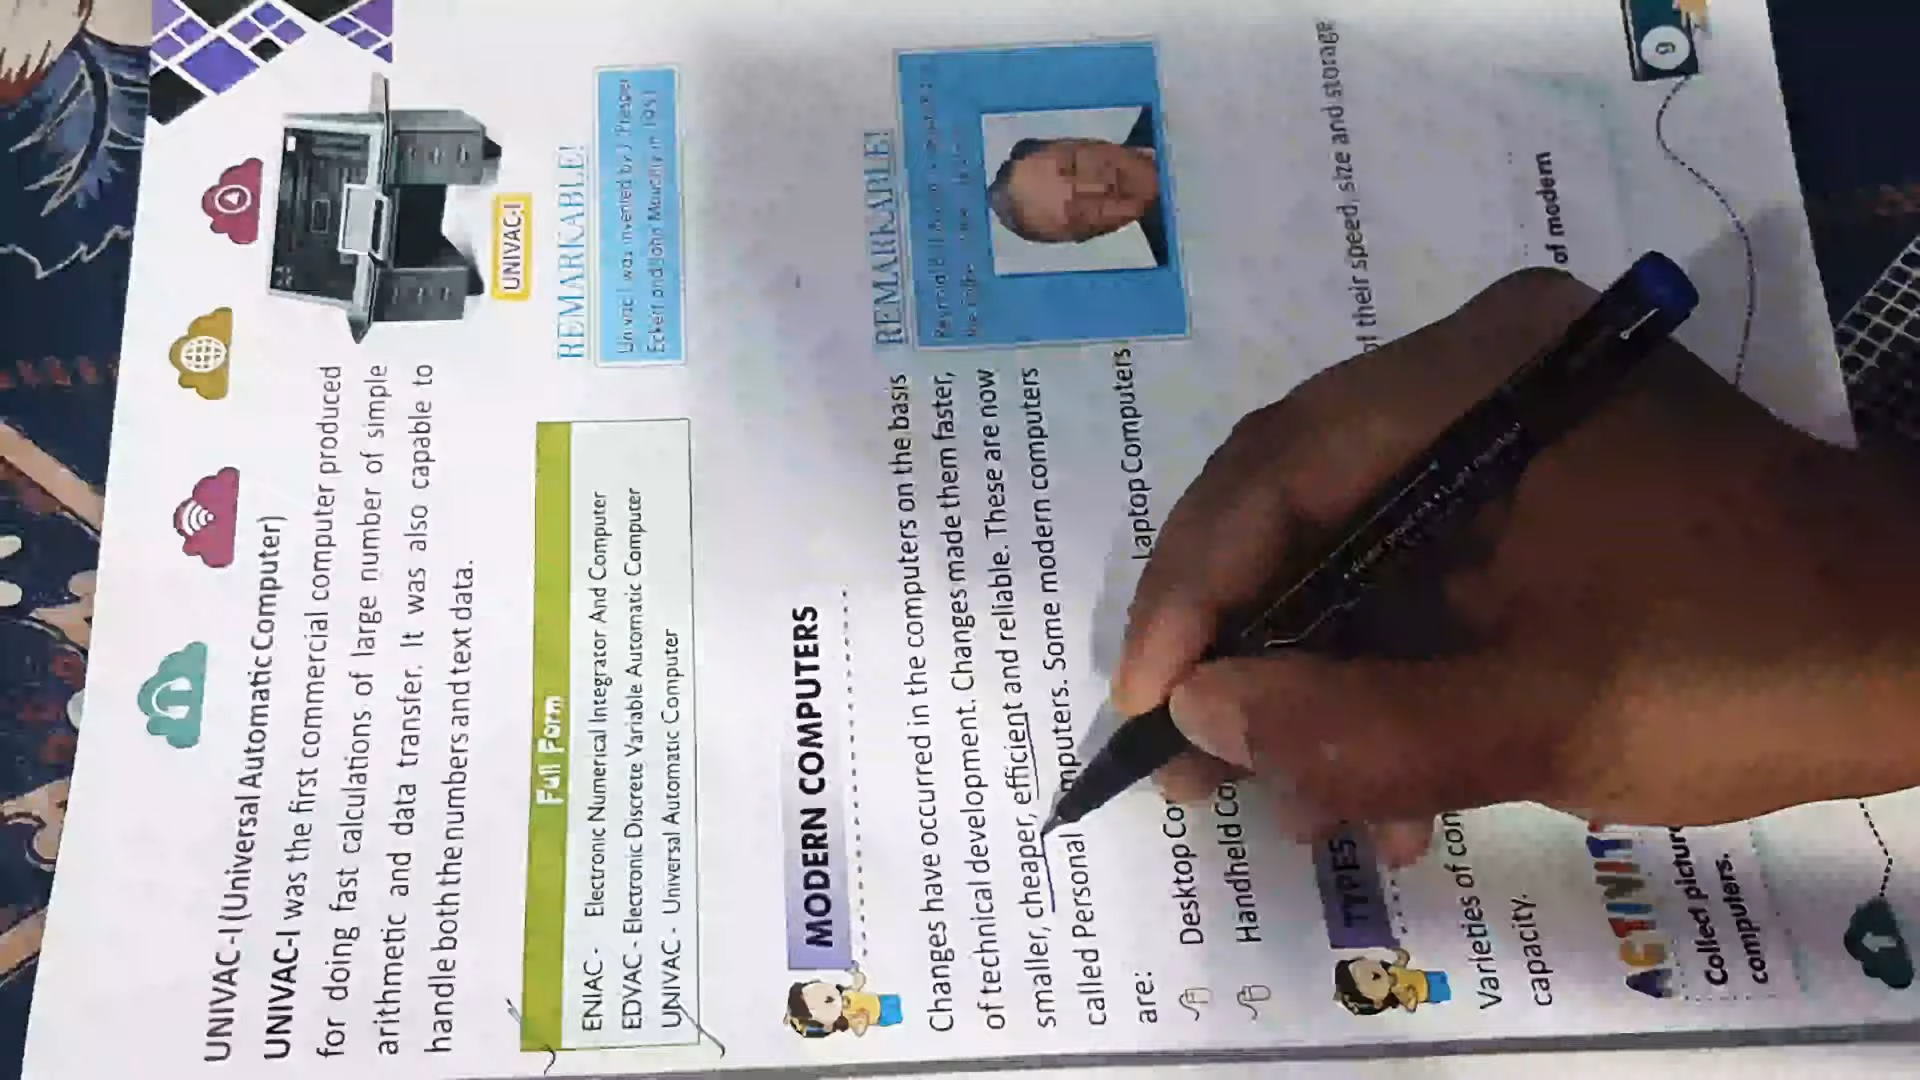 UNIVAC-I (Universal Automatic Computer)
UNIVAC-I was the first commercial computer produced
for doing fast calculations of large number of simple
arithmetic and data transfer. It was also capable to
handle both the numbers and text data.
UNIVAC-I
REMARKABLE!
Univac I was invented by J. Presper
Eckert and John Mauchly in 1951
Full Form
ENIAC - Electronic Numerical Integrator And Computer
EDVAC - Electronic Discrete Variable Automatic Computer
UNIVAC - Universal Automatic Computer
MODERN COMPUTERS
Changes have occurred in the computers on the basis
of technical development. Changes made them faster,
smaller, cheaper, efficient and reliable. These are now
called Personal mputers. Some modern computers
are:
Desktop Co Laptop Computers
Handheld Co
REMARKABLE!
TYPES
Varieties of con of their speed, size and storage
capacity.
ACTIVIT
Collect pictur of modern
computers.
9